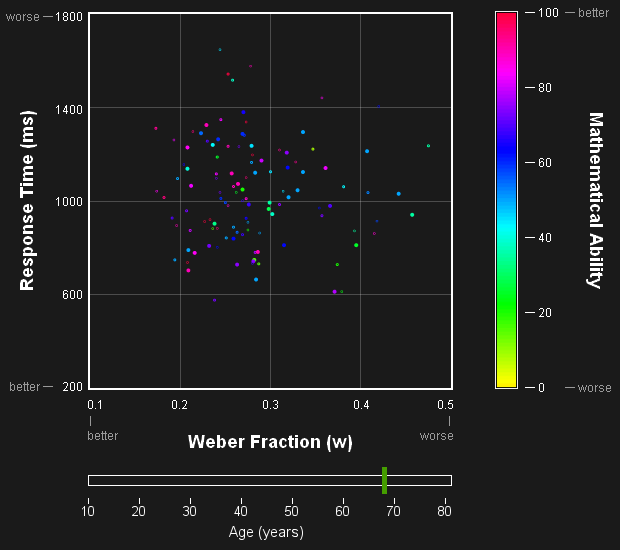 worse
1800
1400
1000
600
better
200
Response Time (ms)
0.1
0.2
0.3
0.4
0.5
better
worse
Weber Fraction (w)
100
80
60
40
20
0
better
worse
Mathematical Ability
10
20
30
40
50
60
70
80
Age (years)